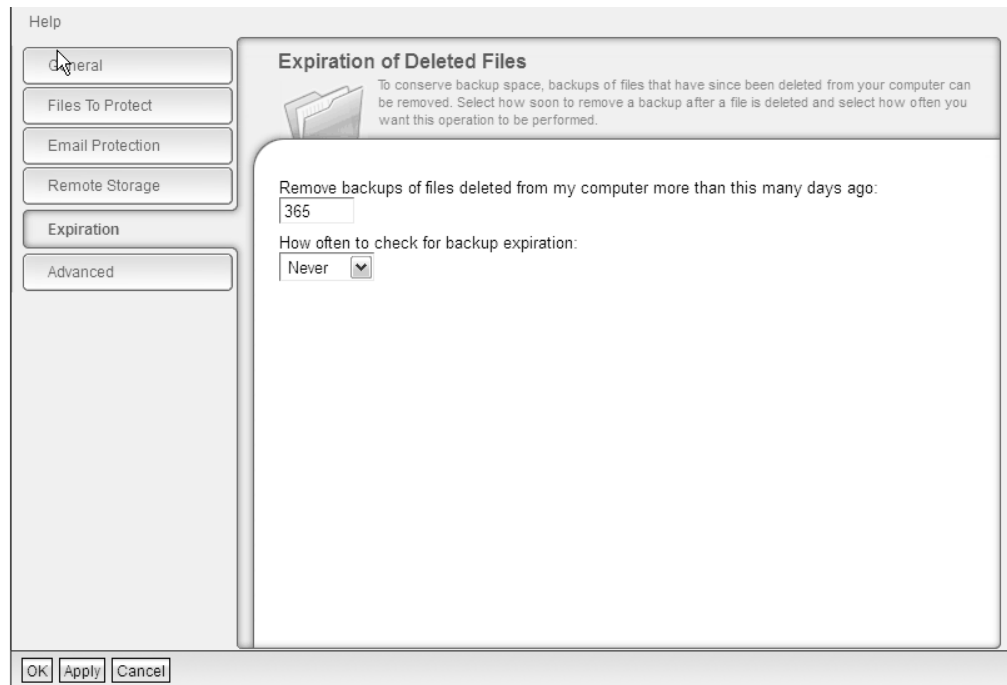 Help
General
Files To Protect
Email Protection
Remote Storage
Expiration
Advanced
Expiration of Deleted Files
To conserve backup space, backups of files that have since been deleted from your computer can
be removed. Select how soon to remove a backup after a file is deleted and select how often you
want this operation to be performed.
Remove backups of files deleted from my computer more than this many days ago:
365
How often to check for backup expiration:
Never
OK Apply Cancel